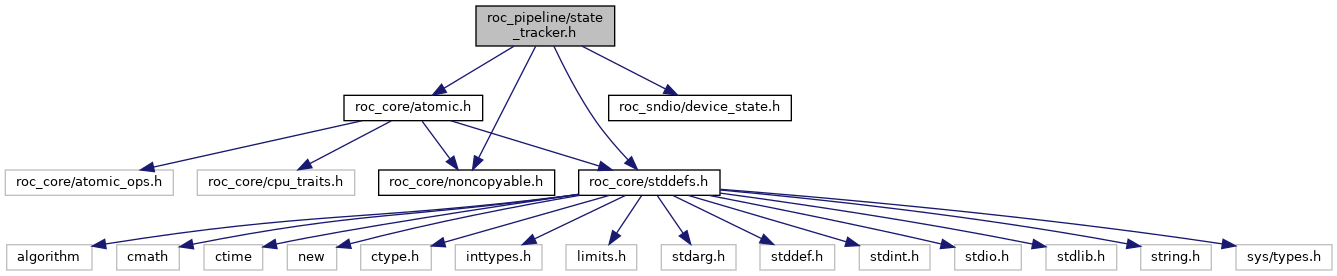 roc_pipeline/state
_tracker.h
roc_core/atomic.h
roc_sndio/device_state.h
roc_core/atomic_ops.h
roc_core/cpu_traits.h
roc_core/noncopyable.h
roc_core/stddefs.h
algorithm
cmath
ctime
new
ctype.h
inttypes.h
limits.h
stdarg.h
stddef.h
stdint.h
stdio.h
stdlib.h
string.h
sys/types.h